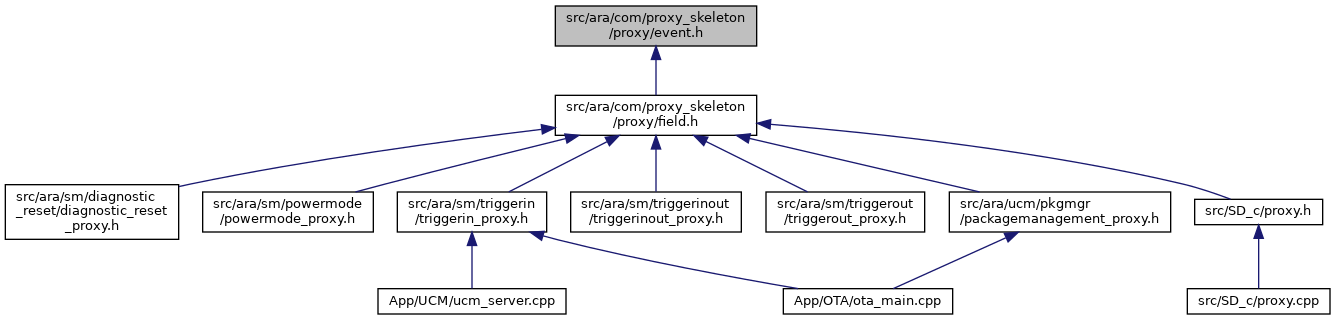 src/ara/com/proxy_skeleton
/proxy/event.h
src/ara/com/proxy_skeleton
/proxy/field.h
src/ara/sm/diagnostic
_reset/diagnostic_reset
_proxy.h
src/ara/sm/powermode
/powermode_proxy.h
src/ara/sm/triggerin
/triggerin_proxy.h
src/ara/sm/triggerinout
/triggerinout_proxy.h
src/ara/sm/triggerout
/triggerout_proxy.h
src/ara/ucm/pkgmgr
/packagemanagement_proxy.h
src/SD_c/proxy.h
App/UCM/ucm_server.cpp
App/OTA/ota_main.cpp
src/SD_c/proxy.cpp